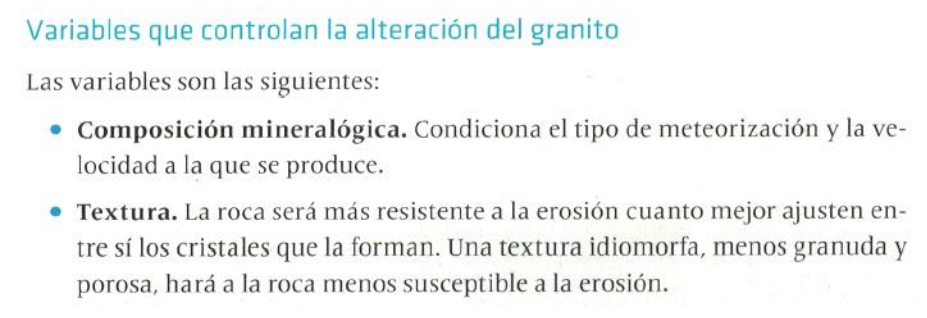 Variables que controlan la alteración del granito
Las variables son las siguientes:
• Composición mineralógica. Condiciona el tipo de meteorización y la ve-
locidad a la que se produce.
• Textura. La roca será más resistente a la erosión cuanto mejor ajusten en-
tre sí los cristales que la forman. Una textura idiomorfa, menos granuda y
porosa, hará a la roca menos susceptible a la erosión.